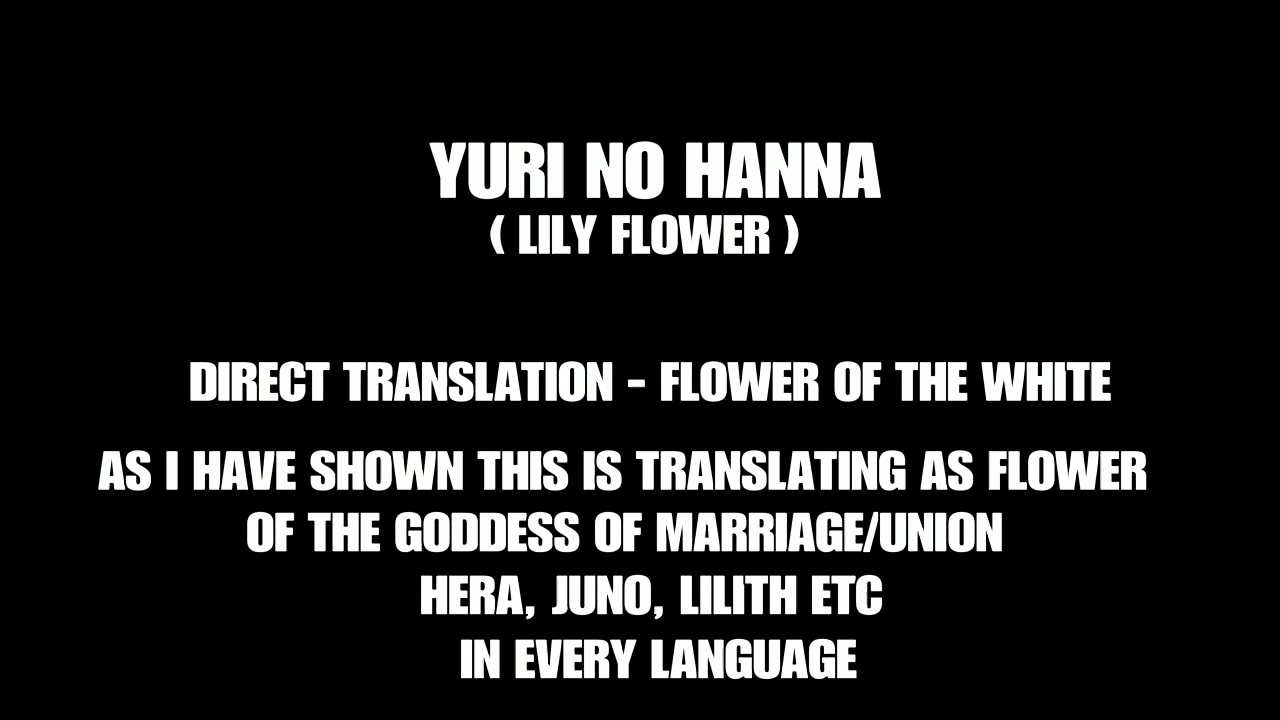 YURI NO HANNA
( LILY FLOWER )
DIRECT TRANSLATION - FLOWER OF THE WHITE
AS I HAVE SHOWN THIS IS TRANSLATING AS FLOWER
OF THE GODDESS OF MARRIAGE/UNION
HERA, JUNO, LILITH ETC
IN EVERY LANGUAGE